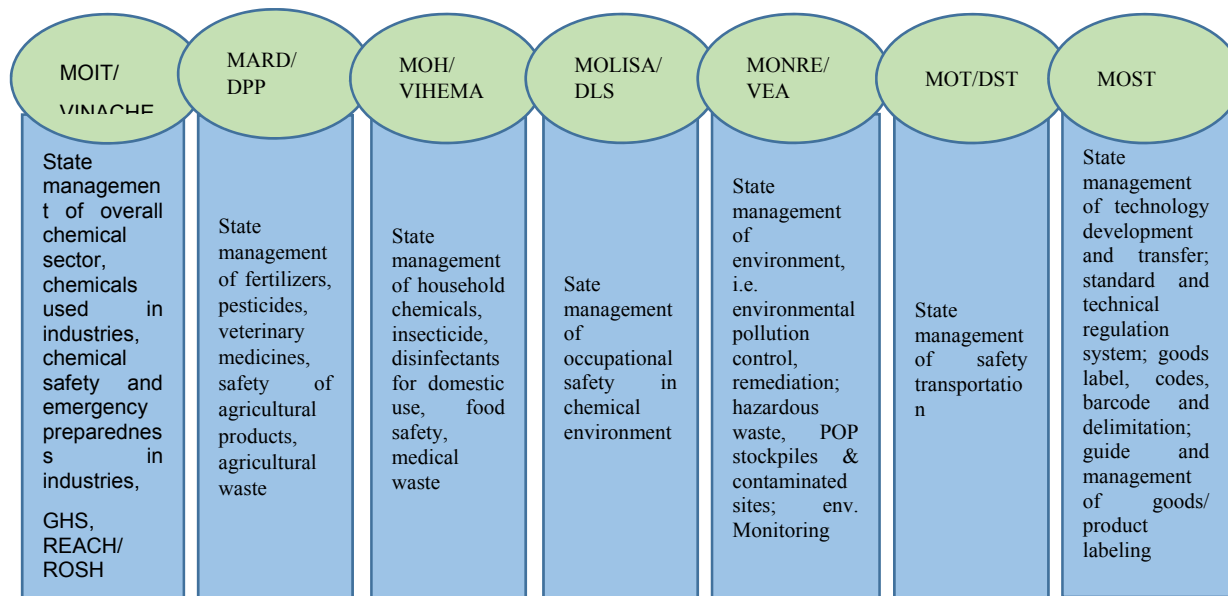 MOIT/
VINACHE
State
managemen
t of overall
chemical
sector,
chemicals
used in
industries,
chemical
safety and
emergency
preparednes
s in
industries,
GHS,
REACH/
ROSH
MARD/
DPP
State
management
of fertilizers,
pesticides,
veterinary
medicines,
safety of
agricultural
products,
agricultural
waste
MOH/
VIHEMA
State
management
of household
chemicals,
insecticide,
disinfectants
for domestic
use, food
safety,
medical
waste
MOLISA/
DLS
Sate
management
of
occupational
safety in
chemical
environment
MONRE/
VEA
State
management
of
environment,
i.e.
environmental
pollution
control,
remediation;
hazardous
waste, POP
stockpiles &
contaminated
sites; env.
Monitoring
MOT/DST
State
management
of safety
transportatio
n
MOST
State
management
of technology
development
and transfer;
standard and
technical
regulation
system; goods
label, codes,
barcode and
delimitation;
guide and
management
of goods/
product
labeling